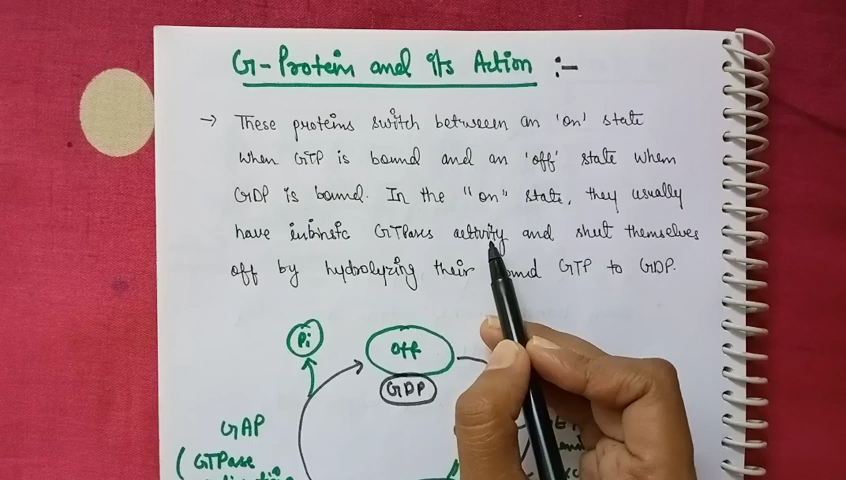 G-Protein and its Action :-
→ These proteins switch between an 'on' state
when GTP is bound and an 'off' state when
GDP is bound. In the "on" state, they usually
have intrinsic GTPases activity and shut themselves
off by hydrolyzing their GTP to GDP.
Pi
off
GDP
GAP
(GTPase